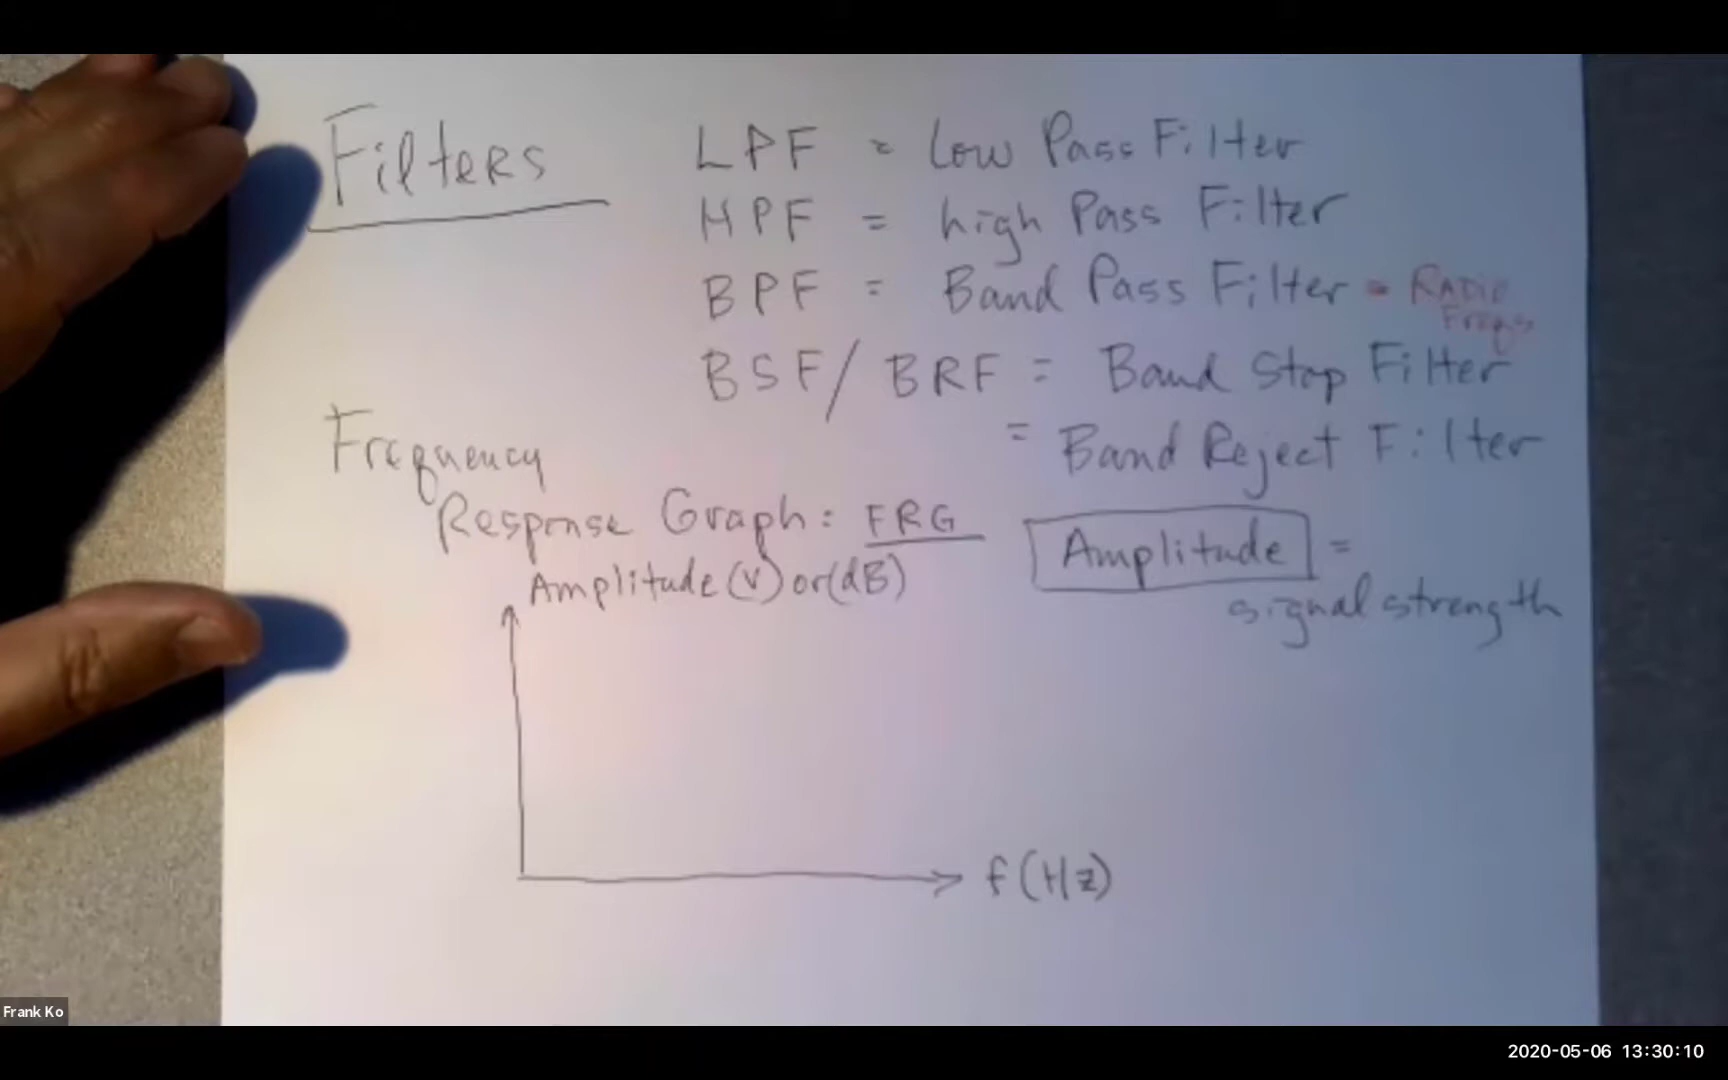 Filters
LPF = Low Pass Filter
HPF = high Pass Filter
BPF = Band Pass Filter = RADIO
Freqs
BSF/BRF = Band Stop Filter
= Band Reject Filter
Frequency
Response Graph: FRG
Amplitude =
signal strength
Amplitude (V) or (dB)
f (Hz)
Frank Ko
2020-05-06 13:30:10